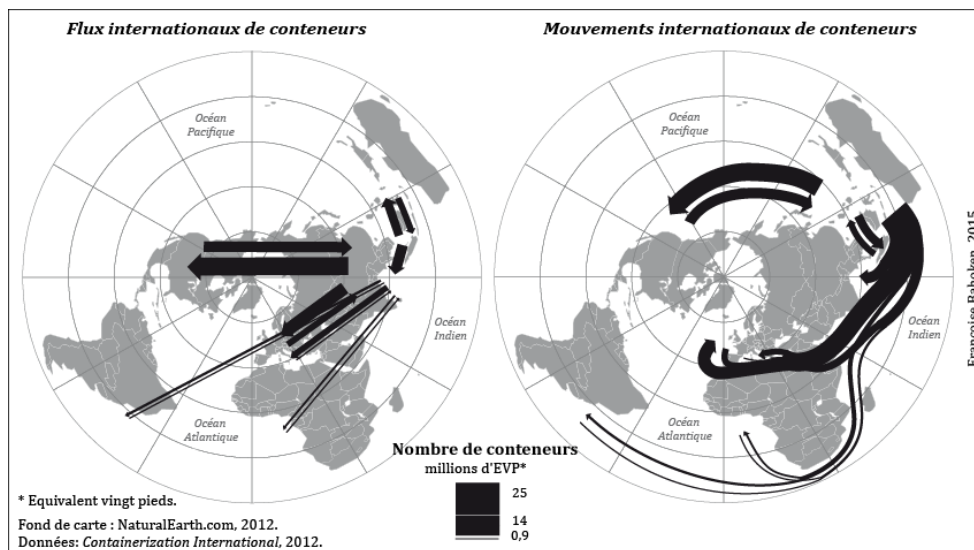 Flux internationaux de conteneurs
Mouvements internationaux de conteneurs
Océan
Pacifique
Océan
Indien
Océan
Atlantique
Océan
Pacifique
Océan
Indien
Océan
Atlantique
Nombre de conteneurs
millions d'EVP*
25
14
0,9
* Equivalent vingt pieds.
Fond de carte : NaturalEarth.com, 2012.
Données: Containerization International, 2012.
Françoise Bahoken, 2015